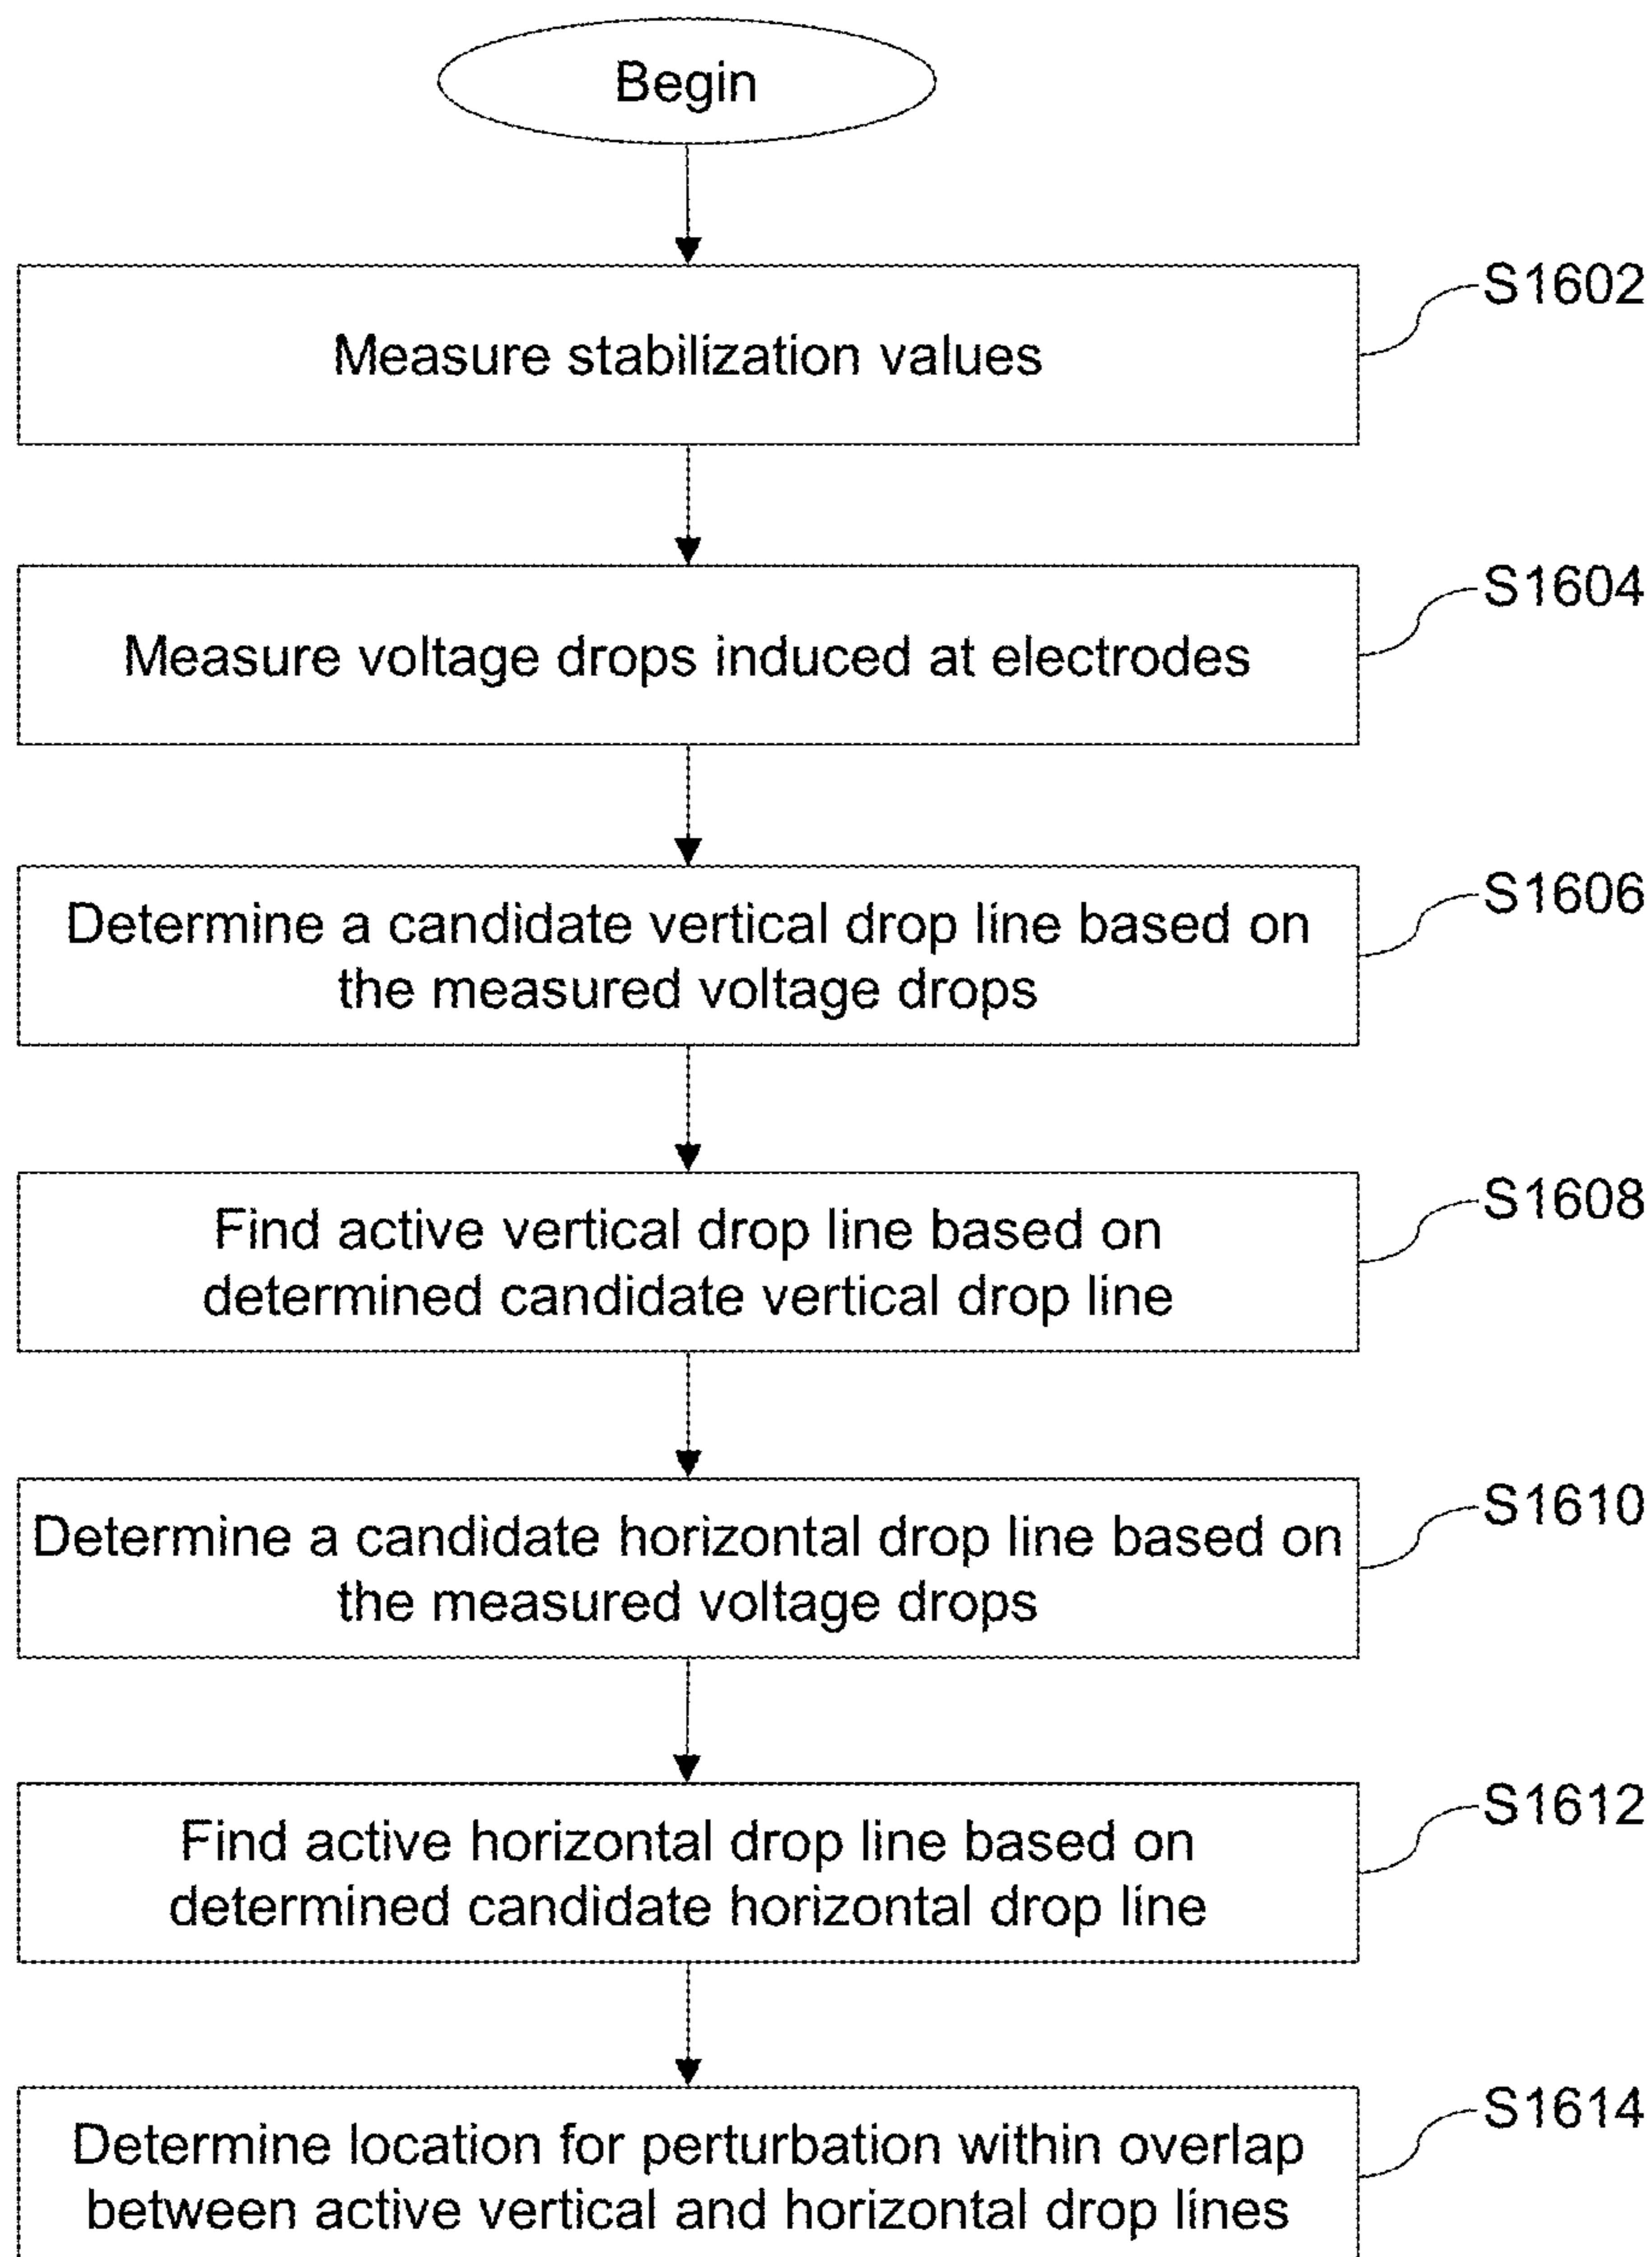 Begin
S1602
Measure stabilization values
S1604
Measure voltage drops induced at electrodes
S1606
Determine a candidate vertical drop line based on
the measured voltage drops
S1608
Find active vertical drop line based on
determined candidate vertical drop line
S1610
Determine a candidate horizontal drop line based on
the measured voltage drops
S1612
Find active horizontal drop line based on
determined candidate horizontal drop line
S1614
Determine location for perturbation within overlap
between active vertical and horizontal drop lines